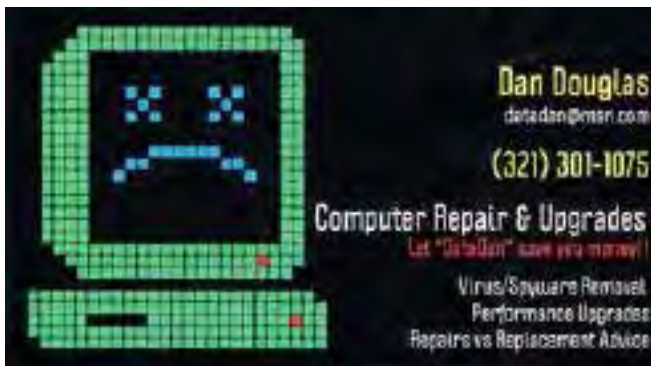 Dan Douglas
datadan@msn.com
(321) 301-1075
Computer Repair & Upgrades
Let "DataDan" save you money!!
Virus/Spyware Removal
Performance Upgrades
Repairs vs Replacement Advice